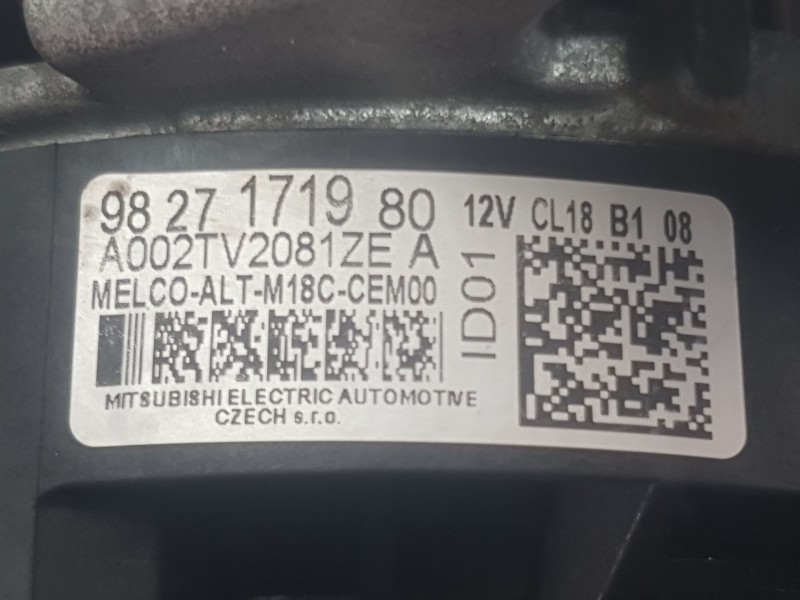 98 27 1719 80 12V CL18 B1 08
A002TV2081ZE A
MELCO-ALT-M18C-CEM00
ID01
MITSUBISHI ELECTRIC AUTOMOTIVE
CZECH s.r.o.